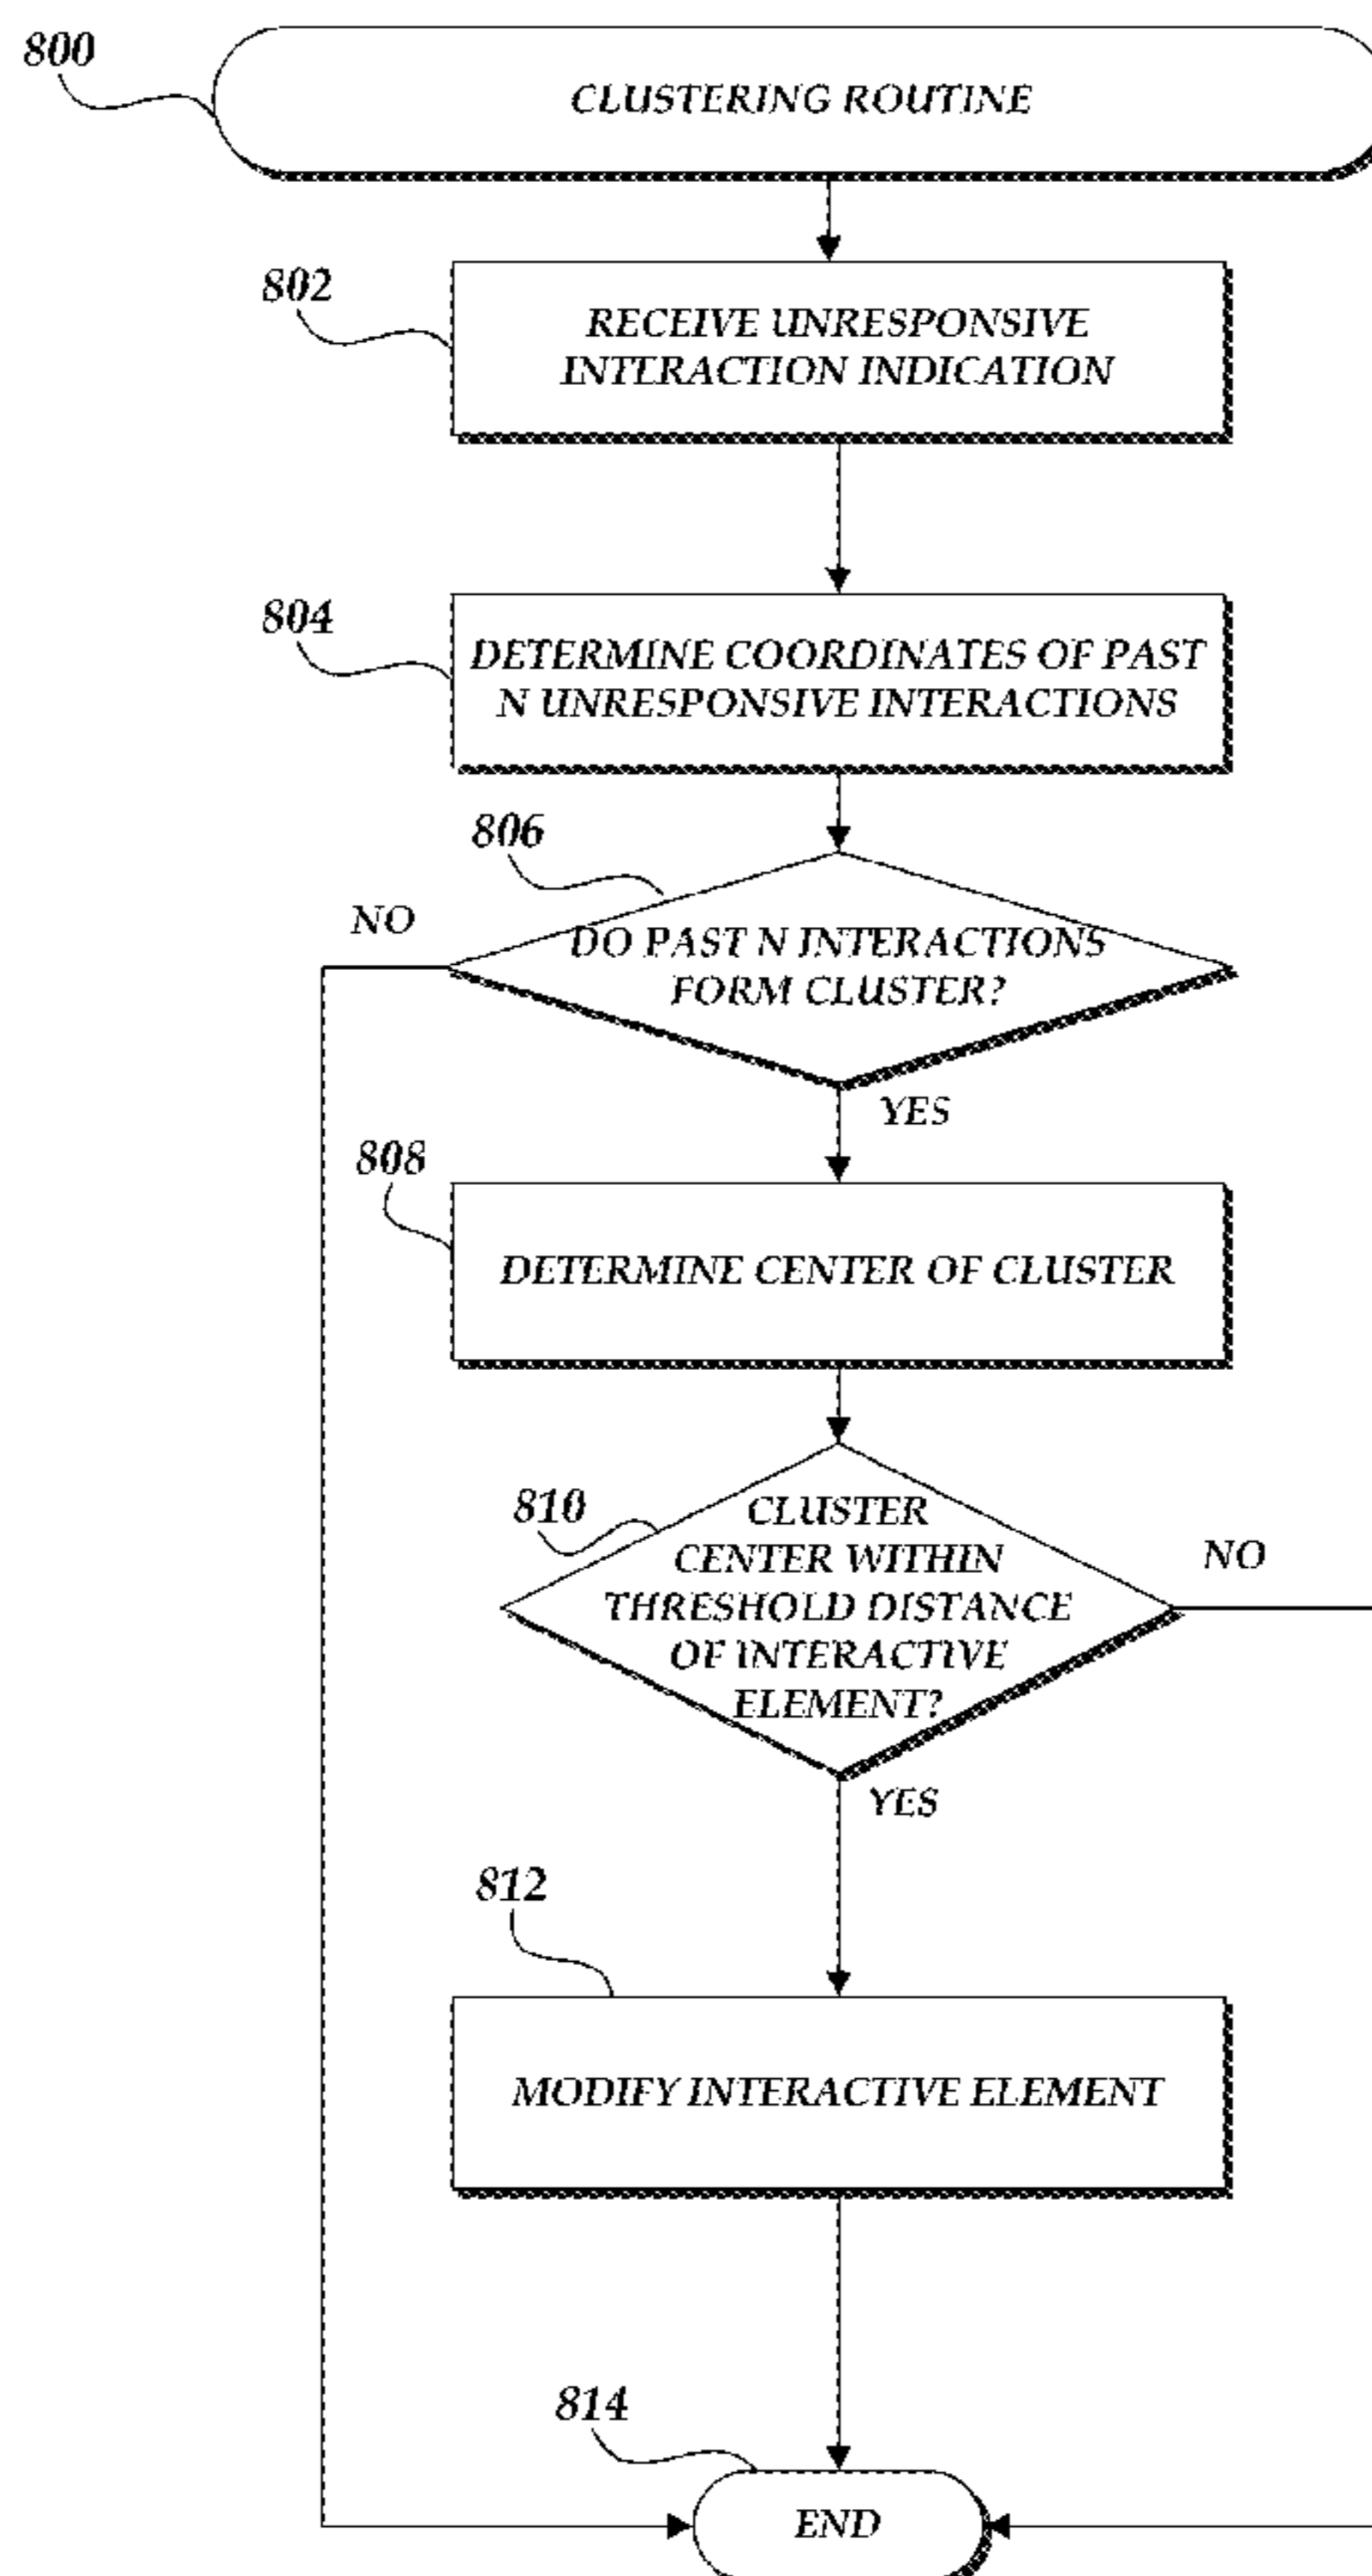 800
CLUSTERING ROUTINE
802
RECEIVE UNRESPONSIVE
INTERACTION INDICATION
804
DETERMINE COORDINATES OF PAST
N UNRESPONSIVE INTERACTIONS
806
NO
DO PAST N INTERACTIONS
FORM CLUSTER?
YES
808
DETERMINE CENTER OF CLUSTER
810
CLUSTER
CENTER WITHIN
THRESHOLD DISTANCE
OF INTERACTIVE
ELEMENT?
NO
YES
812
MODIFY INTERACTIVE ELEMENT
814
END